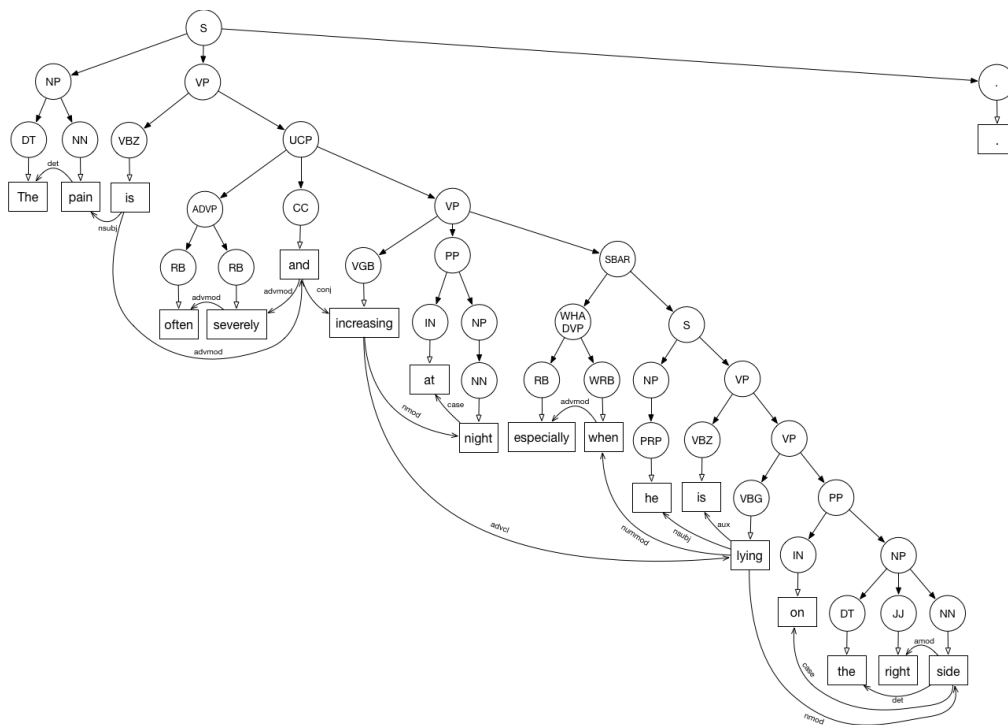 S
NP
VP
.
DT
NN
VBZ
UCP
.
det
The
pain
is
nsubj
ADVP
CC
VP
RB
RB
and
VGB
PP
SBAR
advmod
advmod
conj
often
severely
increasing
IN
NP
WHA
DVP
S
advmod
at
NN
RB
WRB
NP
VP
nmod
case
advmod
night
especially
when
PRP
VBZ
VP
he
is
VBG
PP
advcl
nummod
nsubj
aux
lying
IN
NP
on
DT
JJ
NN
amod
the
right
side
case
det
nmod